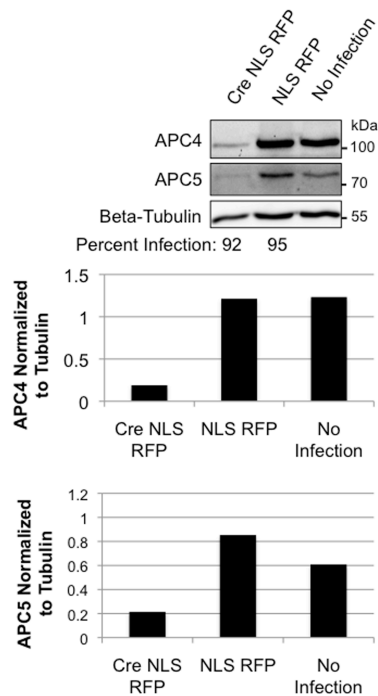 Cre NLS RFP
NLS RFP
No Infection
kDa
APC4
100
APC5
70
Beta-Tubulin
55
Percent Infection: 92 95
APC4 Normalized
to Tubulin
1.5
1
0.5
0
Cre NLS
RFP
NLS RFP
No
Infection
APC5 Normalized
to Tubulin
1.2
1
0.8
0.6
0.4
0.2
0
Cre NLS
RFP
NLS RFP
No
Infection